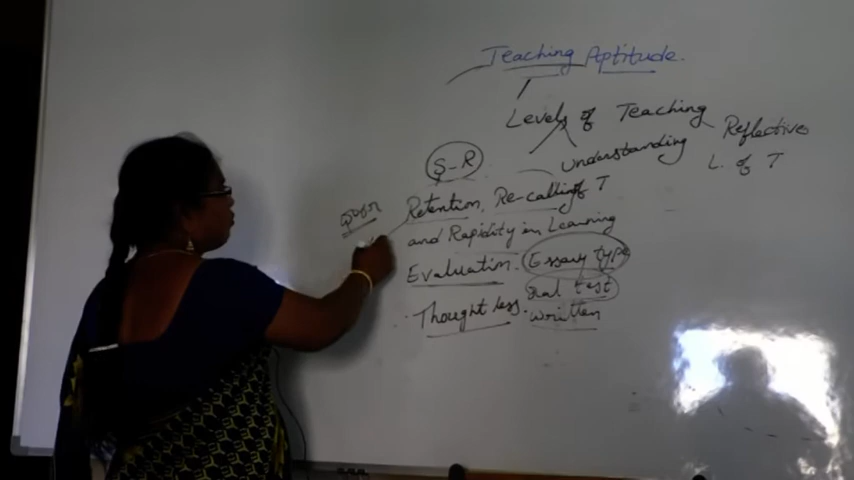 Teaching Aptitude.
Levels of Teaching
Reflective
L. of T
Understanding
S-R
Retention, Re-calling of T
and Rapidity in Learning
Evaluation. Essay type
oral test
Thought less. written